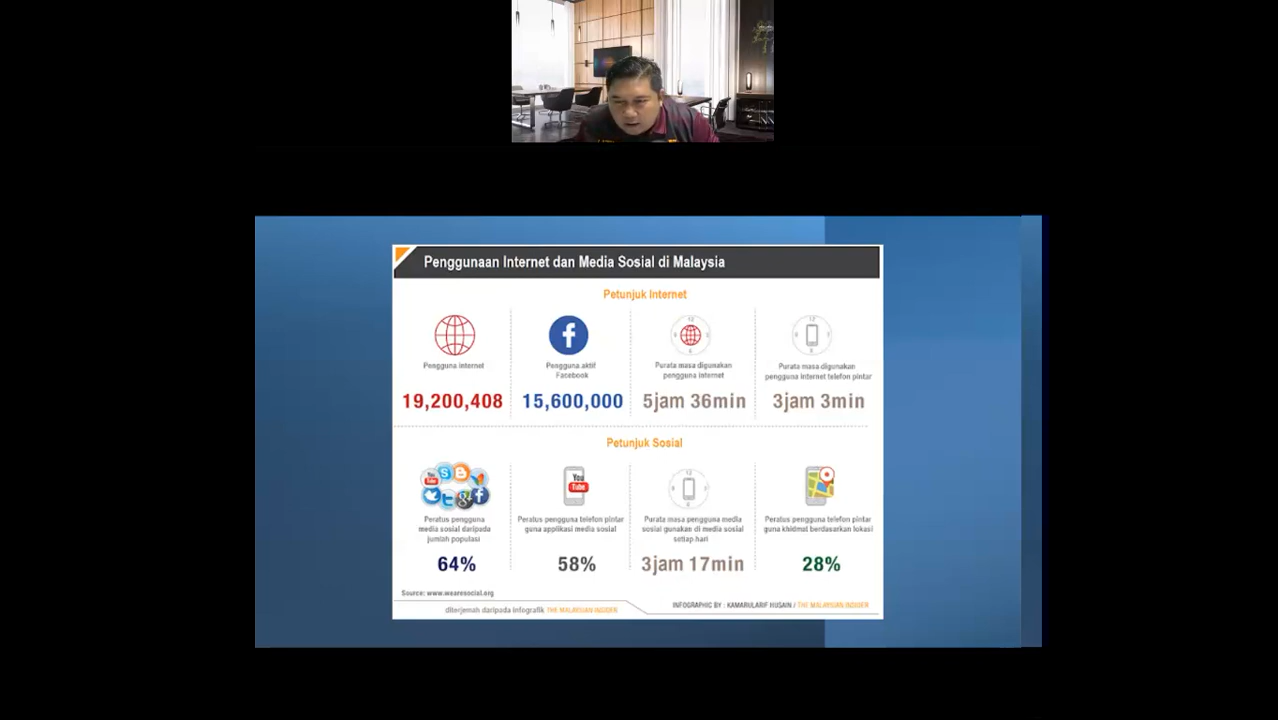 Penggunaan Internet dan Media Sosial di Malaysia
Petunjuk Internet
Pengguna internet
19,200,408
Pengguna aktif
Facebook
15,600,000
Purata masa digunakan
pengguna internet
5jam 36min
Purata masa digunakan
pengguna internet telefon pintar
3jam 3min
Petunjuk Sosial
You
Tube
Peratus pengguna
media sosial daripada
jumlah populasi
64%
You
Tube
Peratus pengguna telefon pintar
guna applikasi media sosial
58%
Purata masa pengguna media
sosial gunakan di media sosial
setiap hari
3jam 17min
Peratus pengguna telefon pintar
guna khidmat berdasarkan lokasi
28%
Source: www.wearesocial.org
diterjemah daripada infografik THE MALAYSIAN INSIDER
INFOGRAPHIC BY : KAMARULARIF HUSAIN / THE MALAYSIAN INSIDER